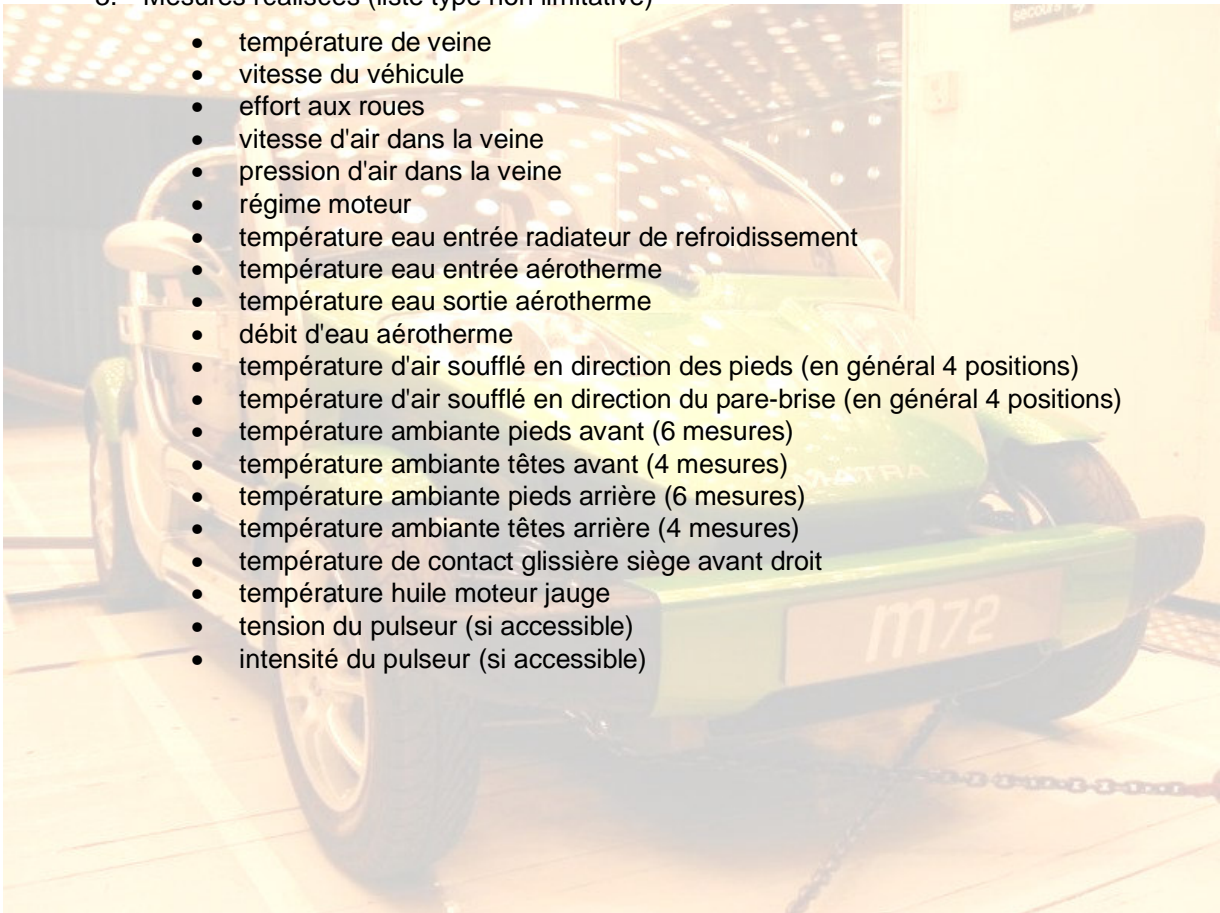 Mesures réalisées (liste type non limitative)
• température de veine
• vitesse du véhicule
• effort aux roues
• vitesse d'air dans la veine
• pression d'air dans la veine
• régime moteur
• température eau entrée radiateur de refroidissement
• température eau entrée aérotherme
• température eau sortie aérotherme
• débit d'eau aérotherme
• température d'air soufflé en direction des pieds (en général 4 positions)
• température d'air soufflé en direction du pare-brise (en général 4 positions)
• température ambiante pieds avant (6 mesures)
• température ambiante têtes avant (4 mesures)
• température ambiante pieds arrière (6 mesures)
• température ambiante têtes arrière (4 mesures)
• température de contact glissière siège avant droit
• température huile moteur jauge
• tension du pulseur (si accessible)
• intensité du pulseur (si accessible)
secours
MATRA
m72